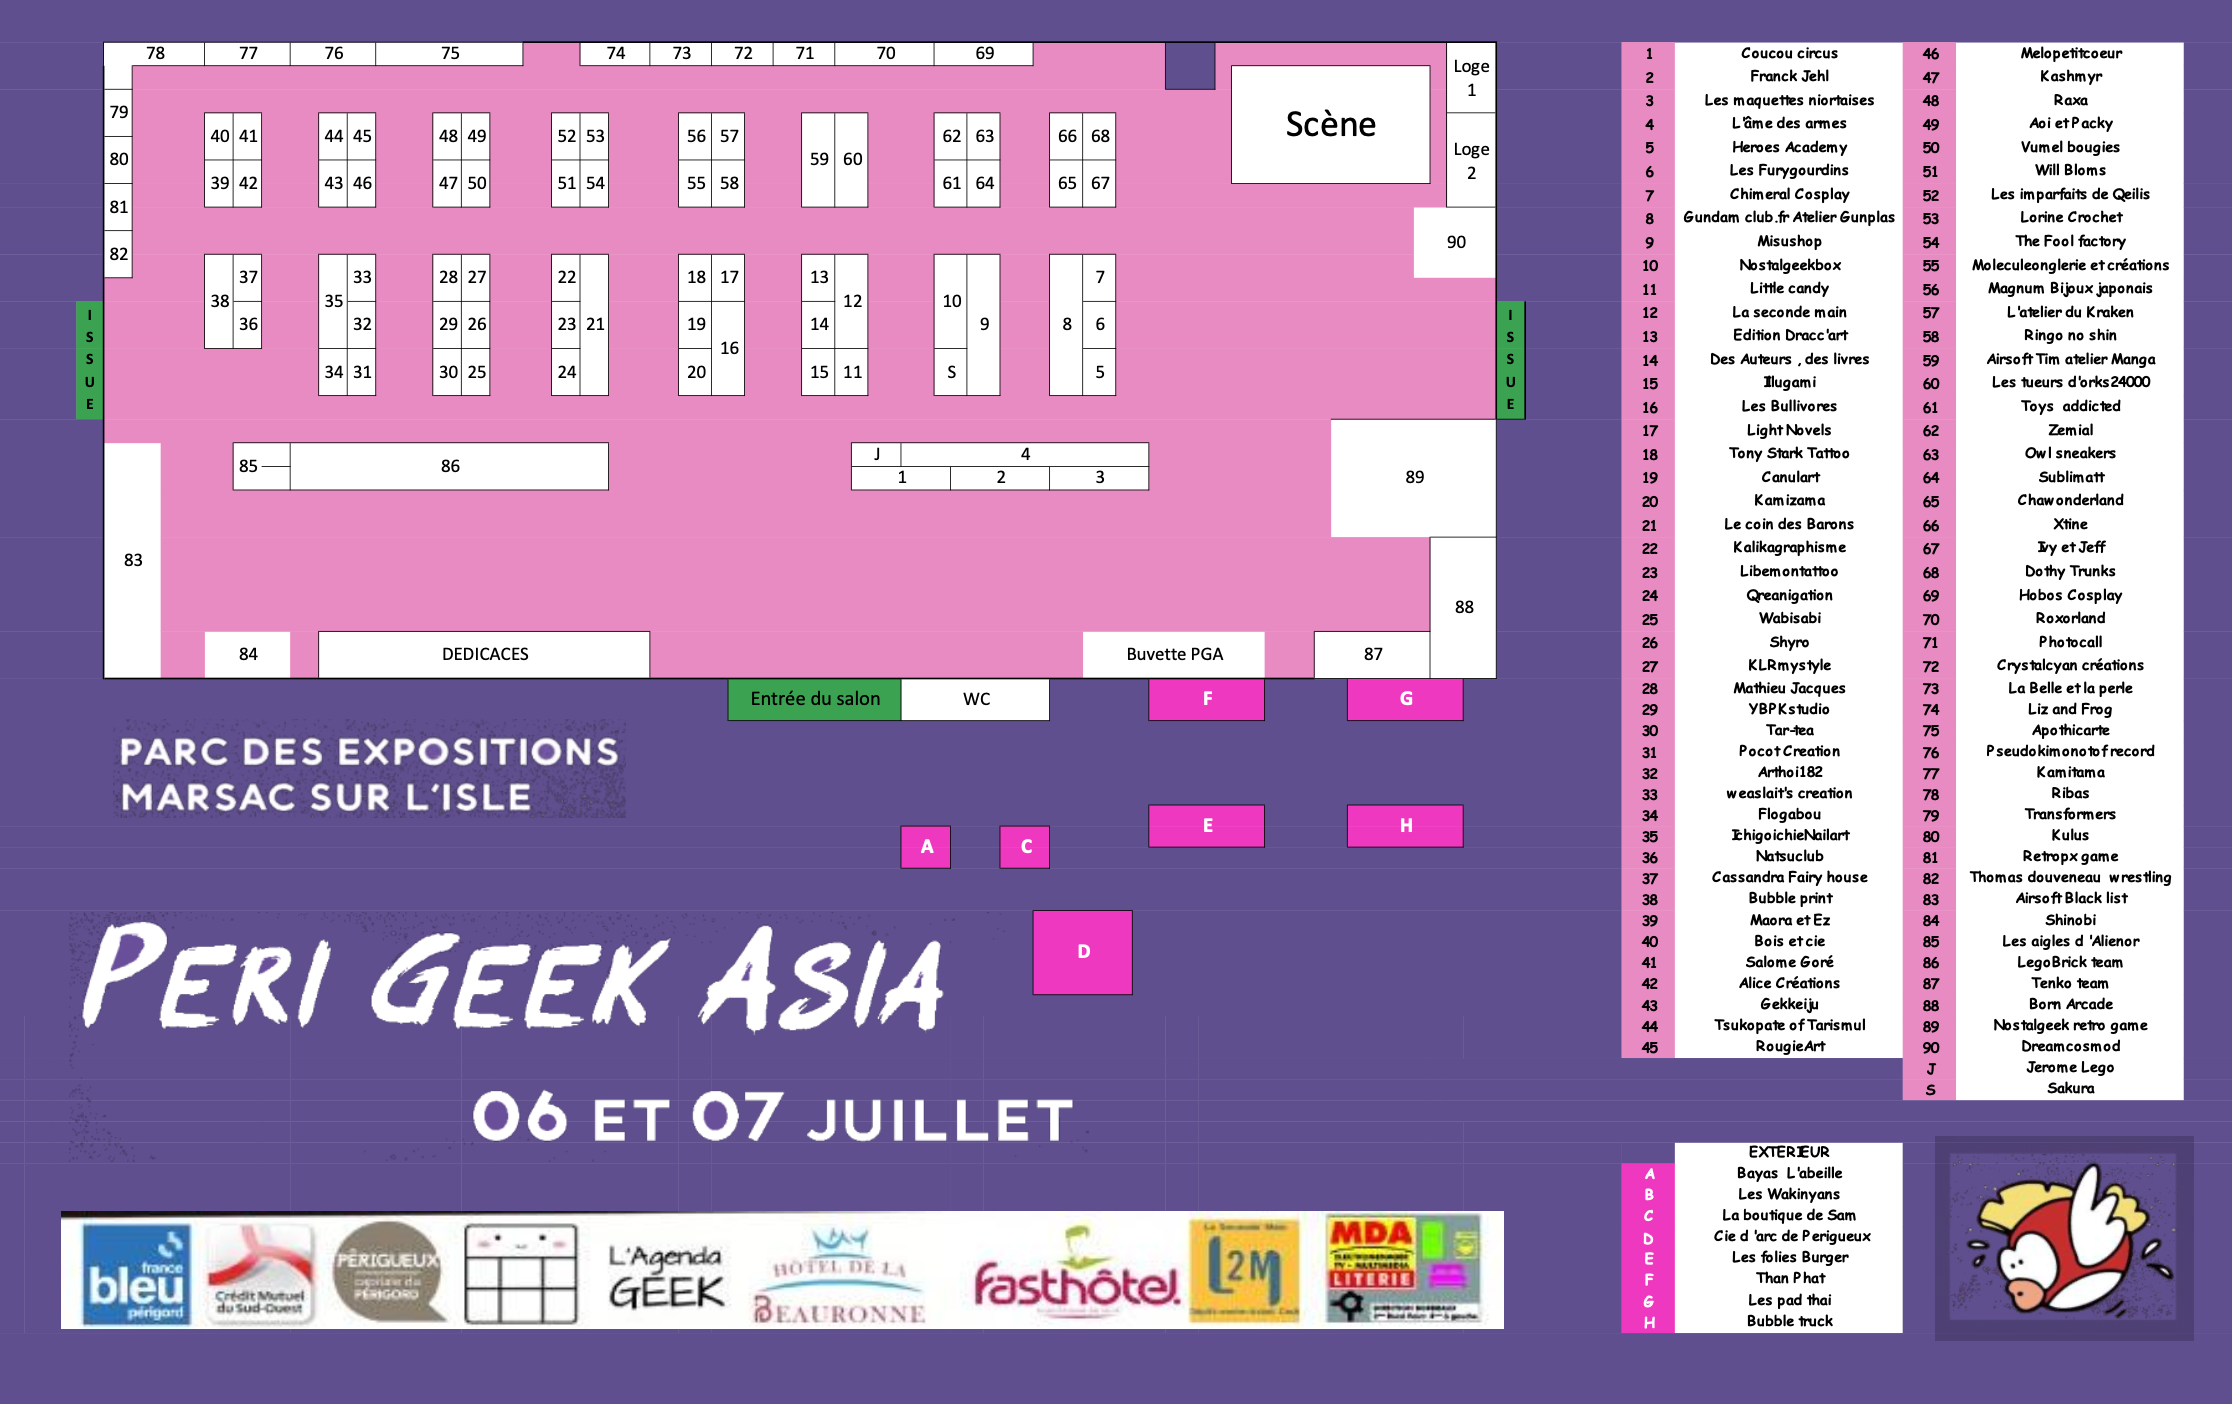 78 77 76 75 74 73 72 71 70 69
Loge
1
Scène
79
40 41 44 45 48 49 52 53 56 57 62 63 66 68
59 60
Loge
2
80
39 42 43 46 47 50 51 54 55 58 61 64 65 67
81
90
82
37 33 28 27 22 18 17 13 7
38 35 12 10
36 32 29 26 23 21 19 14 9 8 6
16
34 31 30 25 24 20 15 11 S 5
ISSUE
ISSUE
J 4
85 86
1 2 3
89
83
88
84 DEDICACES Buvette PGA 87
Entrée du salon WC F G
PARC DES EXPOSITIONS
MARSAC SUR L'ISLE
E H
A C
D
PERI GEEK ASIA
06 ET 07 JUILLET
france
bleu
périgord
Crédit Mutuel
du Sud-Ouest
PÉRIGUEUX
capitale du
PÉRIGORD
L'Agenda
GEEK
HÔTEL DE LA
BEAURONNE
fasthôtel
La Seconde Main
L2M
MDA
ELECTROMENAGER
TV - MULTIMEDIA
LITERIE
1 Coucou circus
2 Franck Jehl
3 Les maquettes niortaises
4 L'âme des armes
5 Heroes Academy
6 Les Furygourdins
7 Chimeral Cosplay
8 Gundam club.fr Atelier Gunplas
9 Misushop
10 Nostalgeekbox
11 Little candy
12 La seconde main
13 Edition Dracc'art
14 Des Auteurs , des livres
15 Illugami
16 Les Bullivores
17 Light Novels
18 Tony Stark Tattoo
19 Canulart
20 Kamizama
21 Le coin des Barons
22 Kalikagraphisme
23 Libemontattoo
24 Qreanigation
25 Wabisabi
26 Shyro
27 KLRmystyle
28 Mathieu Jacques
29 YBPKstudio
30 Tar-tea
31 Pocot Creation
32 Arthoi182
33 weaslait's creation
34 Flogabou
35 IchigoichieNailart
36 Natsuclub
37 Cassandra Fairy house
38 Bubble print
39 Maora et Ez
40 Bois et cie
41 Salome Goré
42 Alice Créations
43 Gekkeiju
44 Tsukopate of Tarismul
45 RougieArt
46 Melopetitcoeur
47 Kashmyr
48 Raxa
49 Aoi et Packy
50 Vumel bougies
51 Will Bloms
52 Les imparfaits de Qeilis
53 Lorine Crochet
54 The Fool factory
55 Moleculeonglerie et créations
56 Magnum Bijoux japonais
57 L'atelier du Kraken
58 Ringo no shin
59 Airsoft Tim atelier Manga
60 Les tueurs d'orks24000
61 Toys addicted
62 Zemial
63 Owl sneakers
64 Sublimatt
65 Chawonderland
66 Xtine
67 Ivy et Jeff
68 Dothy Trunks
69 Hobos Cosplay
70 Roxorland
71 Photocall
72 Crystalcyan créations
73 La Belle et la perle
74 Liz and Frog
75 Apothicarte
76 Pseudokimonotofrecord
77 Kamitama
78 Ribas
79 Transformers
80 Kulus
81 Retropx game
82 Thomas douveneau wrestling
83 Airsoft Black list
84 Shinobi
85 Les aigles d 'Alienor
86 LegoBrick team
87 Tenko team
88 Born Arcade
89 Nostalgeek retro game
90 Dreamcosmod
J Jerome Lego
S Sakura
EXTERIEUR
A Bayas L'abeille
B Les Wakinyans
C La boutique de Sam
D Cie d 'arc de Perigueux
E Les folies Burger
F Than Phat
G Les pad thai
H Bubble truck